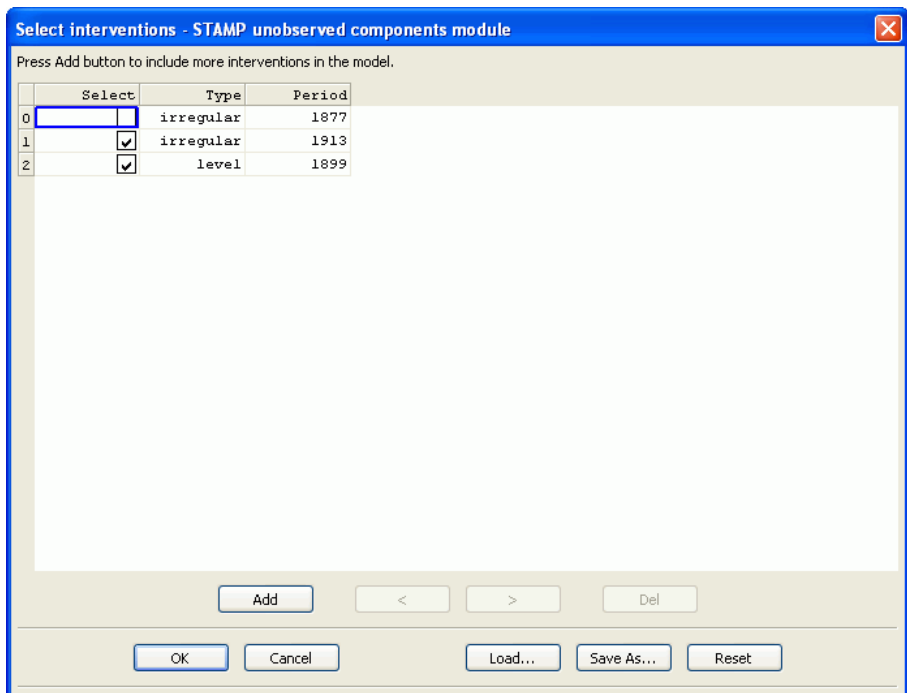 Select interventions - STAMP unobserved components module
Press Add button to include more interventions in the model.
Select Type Period
0 irregular 1877
1 irregular 1913
2 level 1899
Add < > Del
OK Cancel Load... Save As... Reset